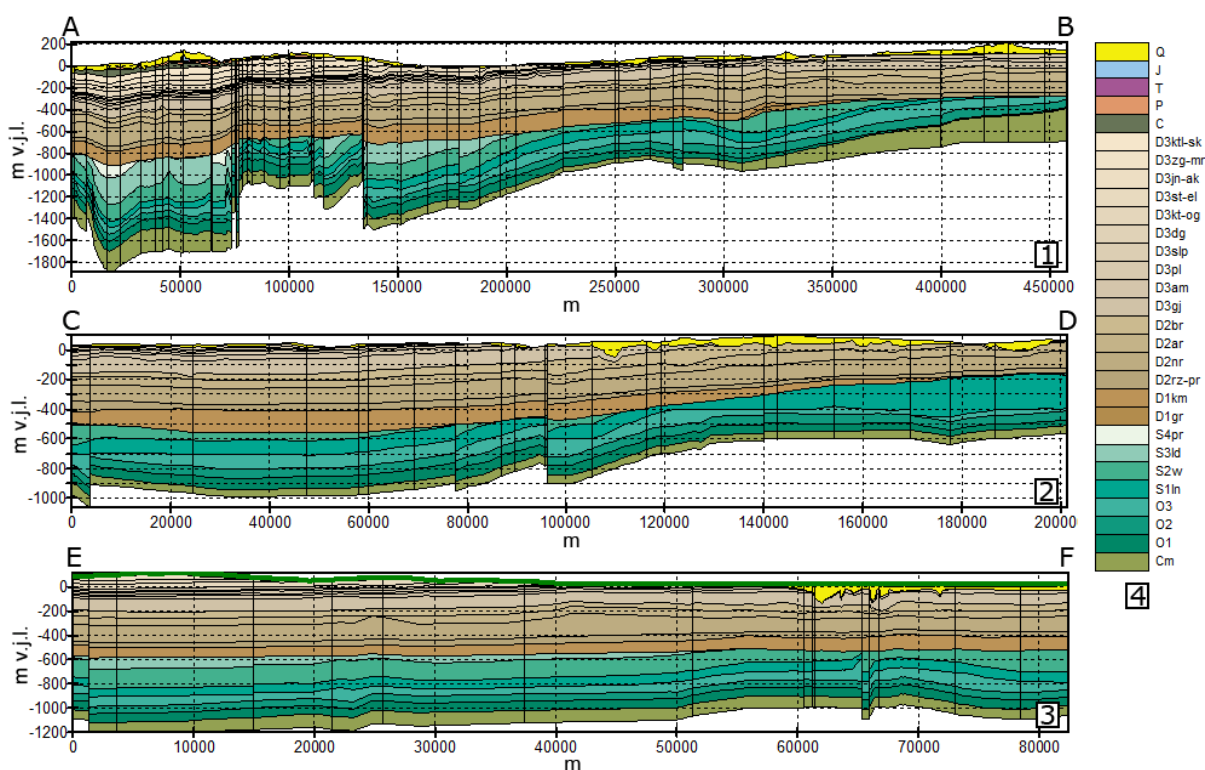 A B
200
0
-200
-400
-600
-800
-1000
-1200
-1400
-1600
-1800
m v.j.l.
0 50000 100000 150000 200000 250000 300000 350000 400000 450000
m
1
C D
0
-200
-400
-600
-800
-1000
m v.j.l.
0 20000 40000 60000 80000 100000 120000 140000 160000 180000 20000
m
2
E F
0
-200
-400
-600
-800
-1000
-1200
m v.j.l.
0 10000 20000 30000 40000 50000 60000 70000 80000
m
3
Q
J
T
P
C
D3ktl-sk
D3zg-mr
D3jn-ak
D3st-el
D3kt-og
D3dg
D3slp
D3pl
D3am
D3gj
D2br
D2ar
D2nr
D2rz-pr
D1km
D1gr
S4pr
S3ld
S2w
S1ln
O3
O2
O1
Cm
4